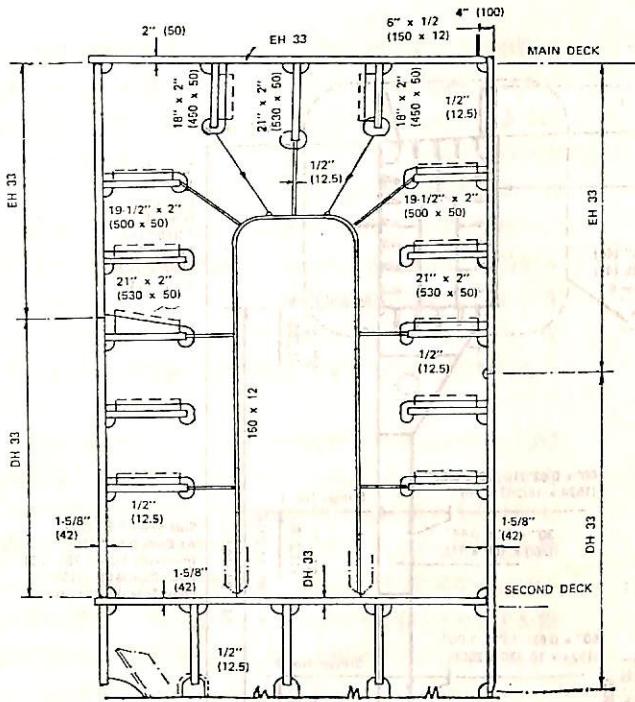 2" (50)
EH 33
6" x 1/2
(150 x 12)
4" (100)
MAIN DECK
18" x 2"
(450 x 50)
21" x 2"
(530 x 50)
18" x 2"
(450 x 50)
1/2"
(12.5)
1/2"
(12.5)
EH 33
EH 33
19-1/2" x 2"
(500 x 50)
19-1/2" x 2"
(500 x 50)
21" x 2"
(530 x 50)
21" x 2"
(530 x 50)
1/2"
(12.5)
150 x 12
DH 33
DH 33
1/2"
(12.5)
1-5/8"
(42)
1-5/8"
(42)
1-5/8"
(42)
DH 33
SECOND DECK
1/2"
(12.5)